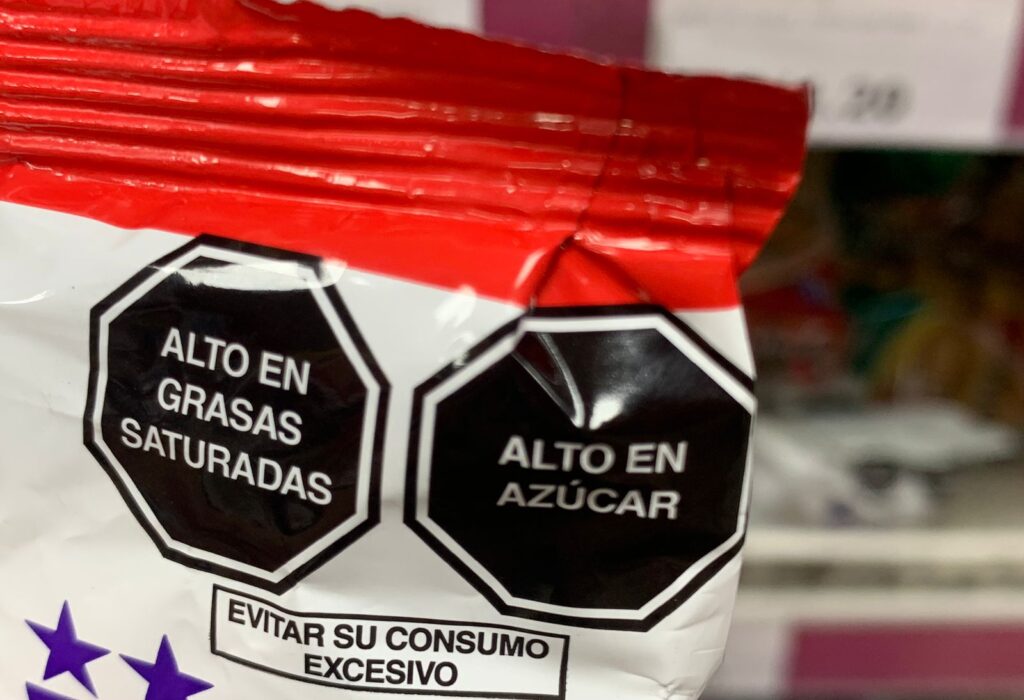 ALTO EN
GRASAS
SATURADAS
ALTO EN
AZÚCAR
EVITAR SU CONSUMO
EXCESIVO